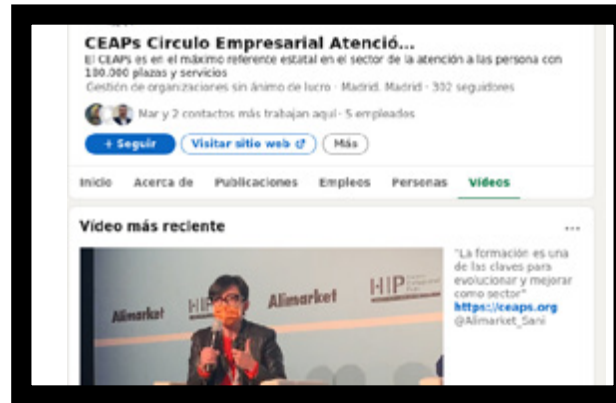 CEAPs Circulo Empresarial Atenció...
El CEAPs es en el máximo referente estatal en el sector de la atención a las persona con
180.000 plazas y servicios
Gestión de organizaciones sin ánimo de lucro · Madrid, Madrid · 302 seguidores
Mar y 2 contactos más trabajan aquí · 5 empleados
+ Seguir
Visitar sitio web
Más
Inicio Acerca de Publicaciones Empleos Personas Vídeos
Vídeo más reciente
...
"La formación es una
de las claves para
evolucionar y mejorar
como sector"
https://ceaps.org
@Alimarket_Sani
Alimarket
HIP
Alimarket
HIP